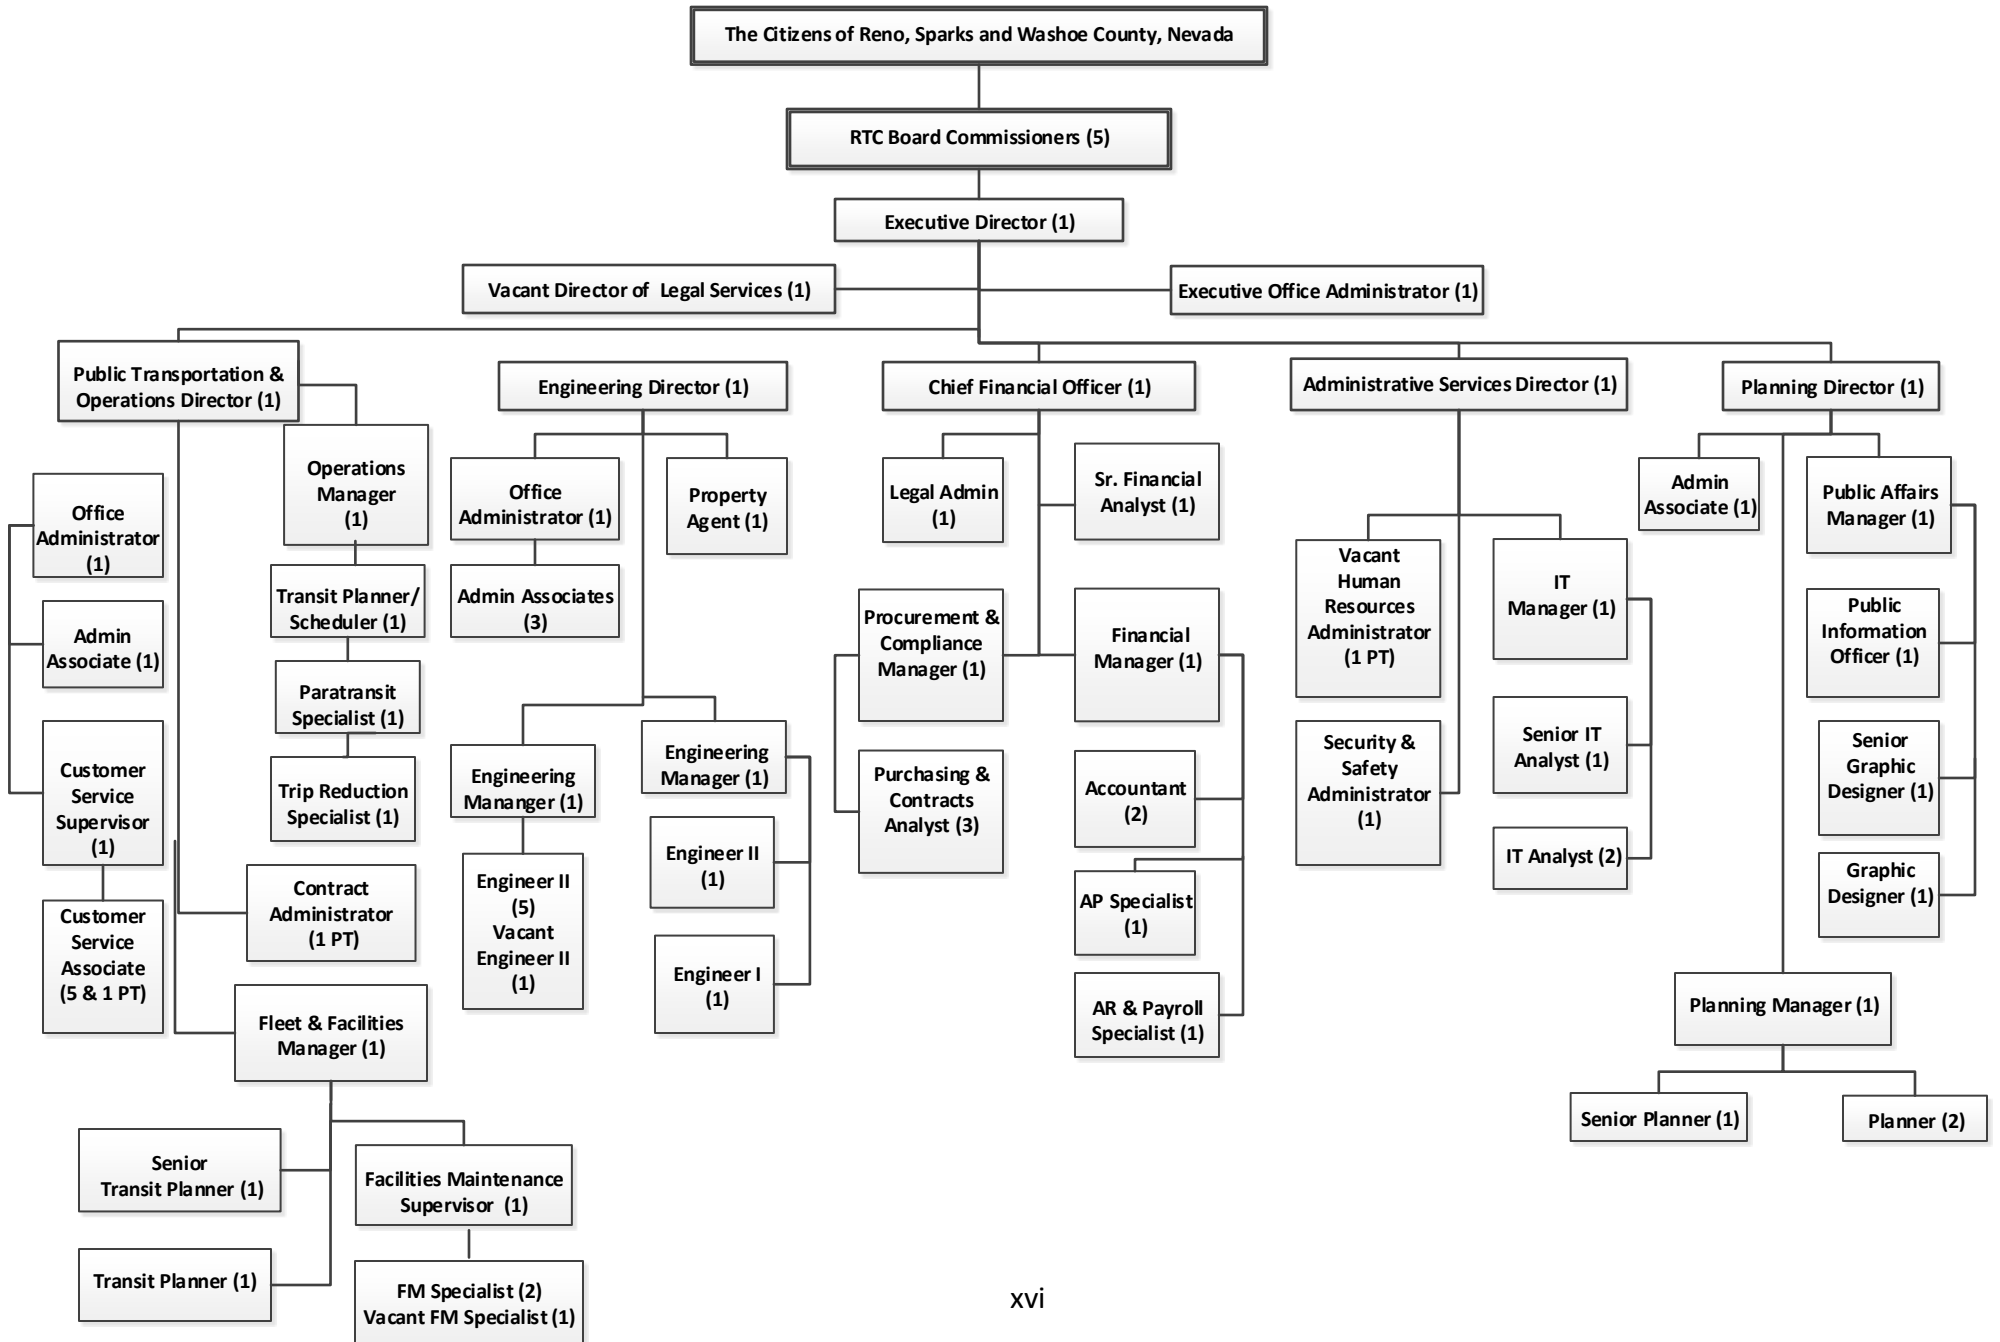 The Citizens of Reno, Sparks and Washoe County, Nevada
RTC Board Commissioners (5)
Executive Director (1)
Vacant Director of Legal Services (1)
Executive Office Administrator (1)
Public Transportation &
Operations Director (1)
Engineering Director (1)
Chief Financial Officer (1)
Administrative Services Director (1)
Planning Director (1)
Office
Administrator
(1)
Admin
Associate (1)
Customer
Service
Supervisor
(1)
Customer
Service
Associate
(5 & 1 PT)
Operations
Manager
(1)
Transit Planner/
Scheduler (1)
Paratransit
Specialist (1)
Trip Reduction
Specialist (1)
Contract
Administrator
(1 PT)
Fleet & Facilities
Manager (1)
Senior
Transit Planner (1)
Transit Planner (1)
Facilities Maintenance
Supervisor (1)
FM Specialist (2)
Vacant FM Specialist (1)
Office
Administrator (1)
Admin Associates
(3)
Property
Agent (1)
Engineering
Mananger (1)
Engineer II
(5)
Vacant
Engineer II
(1)
Engineering
Manager (1)
Engineer II
(1)
Engineer I
(1)
Legal Admin
(1)
Sr. Financial
Analyst (1)
Procurement &
Compliance
Manager (1)
Purchasing &
Contracts
Analyst (3)
Financial
Manager (1)
Accountant
(2)
AP Specialist
(1)
AR & Payroll
Specialist (1)
Vacant
Human
Resources
Administrator
(1 PT)
Security &
Safety
Administrator
(1)
IT
Manager (1)
Senior IT
Analyst (1)
IT Analyst (2)
Admin
Associate (1)
Public Affairs
Manager (1)
Public
Information
Officer (1)
Senior
Graphic
Designer (1)
Graphic
Designer (1)
Planning Manager (1)
Senior Planner (1)
Planner (2)
xvi